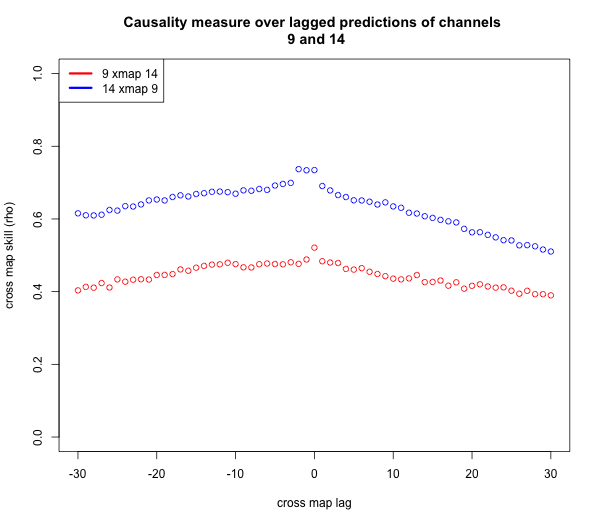 Causality measure over lagged predictions of channels
9 and 14
9 xmap 14
14 xmap 9
cross map skill (rho)
1.0
0.8
0.6
0.4
0.2
0.0
-30 -20 -10 0 10 20 30
cross map lag